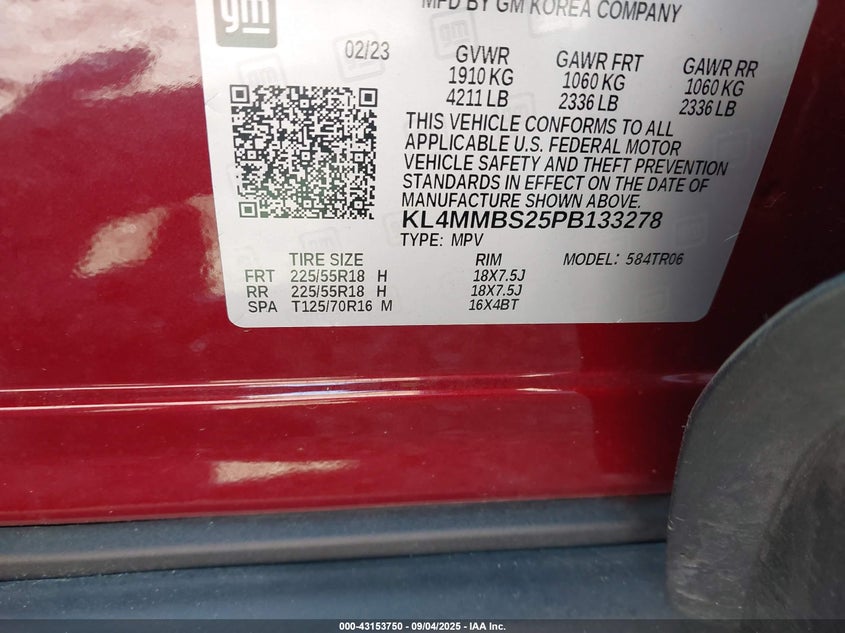 gm
MFD BY GM KOREA COMPANY
02/23 GVWR GAWR FRT GAWR RR
1910 KG 1060 KG 1060 KG
4211 LB 2336 LB 2336 LB
THIS VEHICLE CONFORMS TO ALL
APPLICABLE U.S. FEDERAL MOTOR
VEHICLE SAFETY AND THEFT PREVENTION
STANDARDS IN EFFECT ON THE DATE OF
MANUFACTURE SHOWN ABOVE.
KL4MMBS25PB133278
TYPE: MPV MODEL: 584TR06
TIRE SIZE RIM
FRT 225/55R18 H 18X7.5J
RR 225/55R18 H 18X7.5J
SPA T125/70R16 M 16X4BT
000-43153750 - 09/04/2025 - IAA Inc.